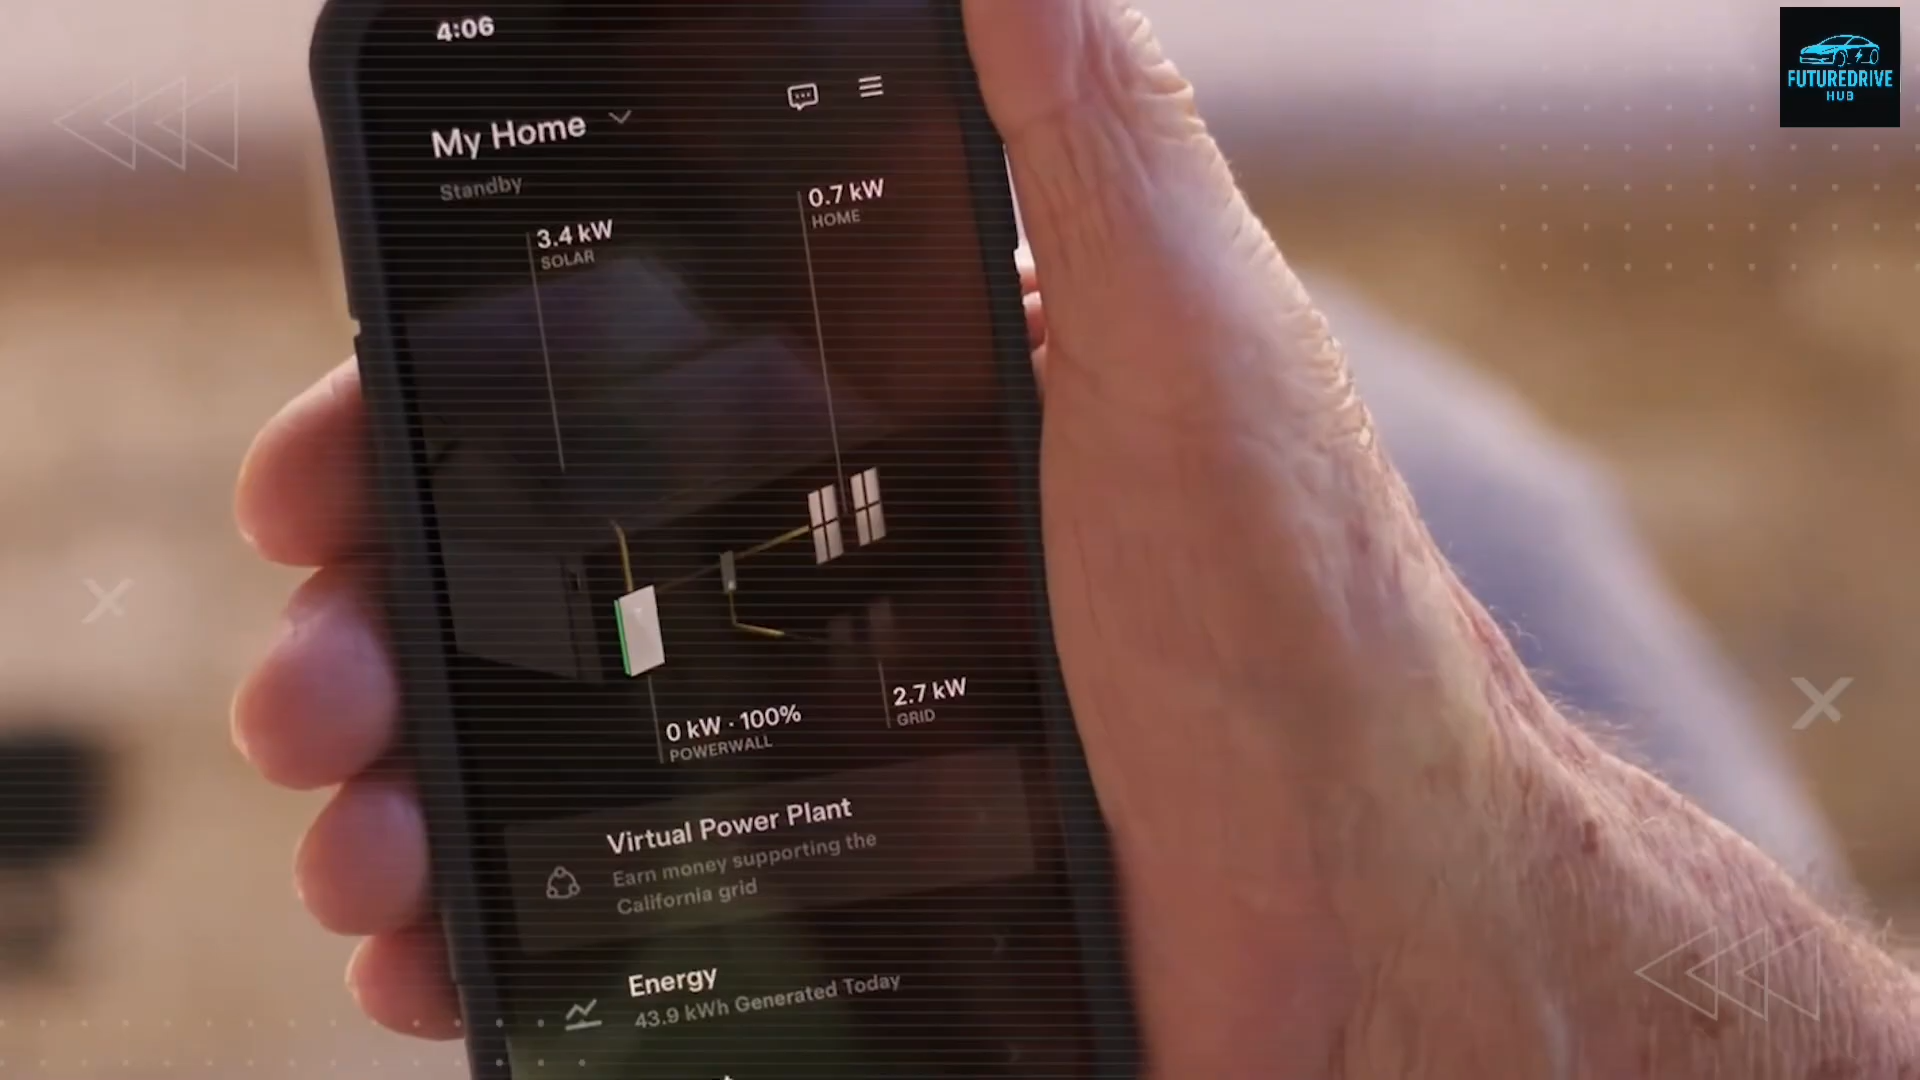 4:06
FUTUREDRIVE
HUB
My Home
Standby
0.7 kW
HOME
3.4 kW
SOLAR
2.7 kW
GRID
0 kW · 100%
POWERWALL
Virtual Power Plant
Earn money supporting the
California grid
Energy
43.9 kWh Generated Today